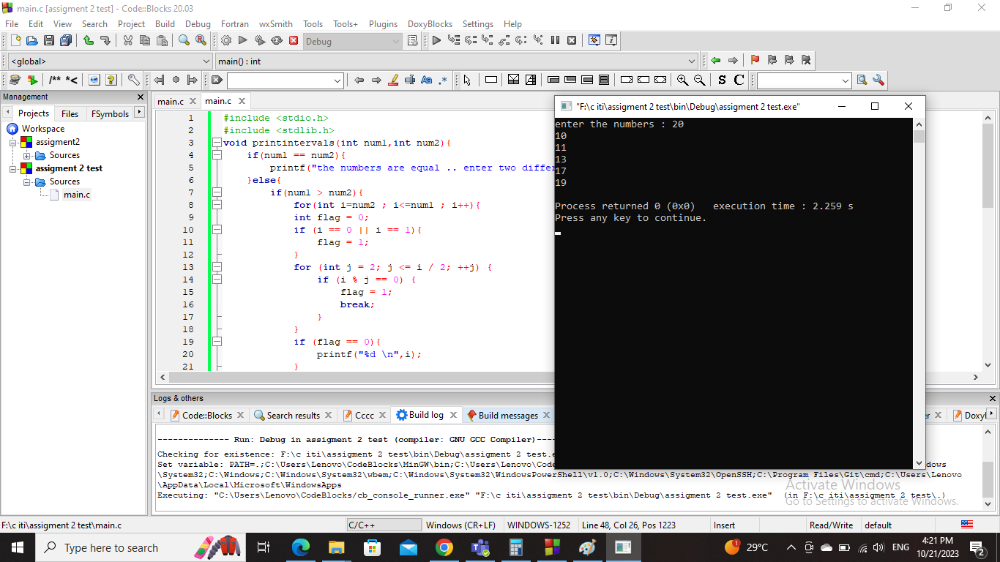 main.c [assigment 2 test] - Code::Blocks 20.03
File Edit View Search Project Build Debug Fortran wxSmith Tools Tools+ Plugins DoxyBlocks Settings Help
Debug
<global> main() : int
/** *<
Aa .*
S C
Management
Projects Files FSymbols
Workspace
assigment2
Sources
assigment 2 test
Sources
main.c
main.c main.c
1 #include <stdio.h>
2 #include <stdlib.h>
3 void printintervals(int num1,int num2){
4 if(num1 == num2){
5 printf("the numbers are equal .. enter two diffe
6 }else{
7 if(num1 > num2){
8 for(int i=num2 ; i<=num1 ; i++){
9 int flag = 0;
10 if (i == 0 || i == 1){
11 flag = 1;
12 }
13 for (int j = 2; j <= i / 2; ++j) {
14 if (i % j == 0) {
15 flag = 1;
16 break;
17 }
18 }
19 if (flag == 0){
20 printf("%d \n",i);
21 }
"F:\c iti\assigment 2 test\bin\Debug\assigment 2 test.exe"
enter the numbers : 20
10
11
13
17
19
Process returned 0 (0x0)   execution time : 2.259 s
Press any key to continue.
Logs & others
Code::Blocks Search results Cccc Build log Build messages er Doxyl
-------------- Run: Debug in assigment 2 test (compiler: GNU GCC Compiler)---
Checking for existence: F:\c iti\assigment 2 test\bin\Debug\assigment 2 test.e
Set variable: PATH=.;C:\Users\Lenovo\CodeBlocks\MinGW\bin;C:\Users\Lenovo\Code dows
\System32;C:\Windows;C:\Windows\System32\wbem;C:\Windows\System32\WindowsPowerShell\v1.0;C:\Windows\System32\OpenSSH;C:\Program Files\Git\cmd;C:\Users\Lenovo
\AppData\Local\Microsoft\WindowsApps
Executing: "C:\Users\Lenovo\CodeBlocks/cb_console_runner.exe" "F:\c iti\assigment 2 test\bin\Debug\assigment 2 test.exe"  (in F:\c iti\assigment 2 test\.)
Activate Windows
Go to Settings to activate Windows.
F:\c iti\assigment 2 test\main.c C/C++ Windows (CR+LF) WINDOWS-1252 Line 48, Col 26, Pos 1223 Insert Read/Write default
Type here to search
29°C ENG 4:21 PM
10/21/2023
2